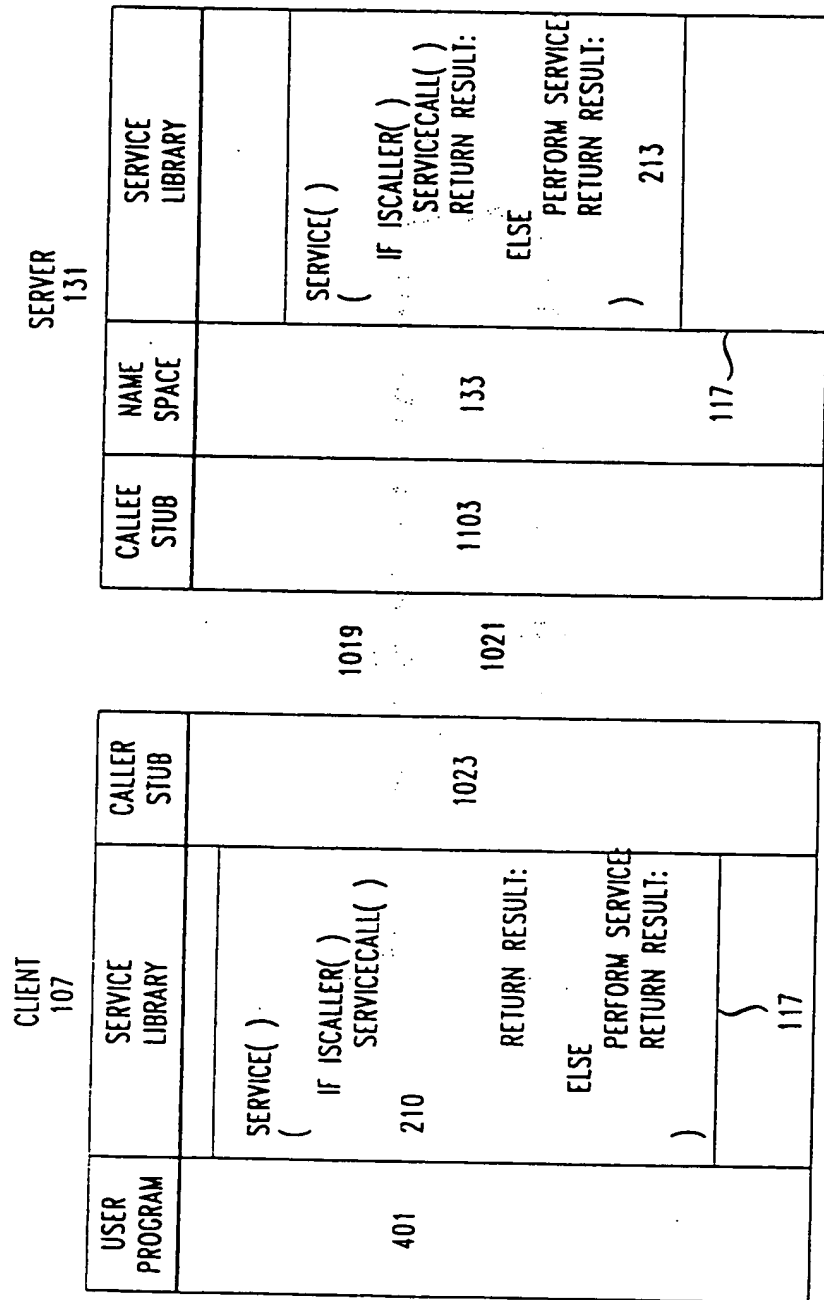 CLIENT
107
USER
PROGRAM
SERVICE
LIBRARY
CALLER
STUB
401
SERVICE( )
(
IF ISCALLER( )
SERVICECALL( )
210
RETURN RESULT:
ELSE
PERFORM SERVICE:
RETURN RESULT:
)
117
1023
1019
1021
SERVER
131
CALLEE
STUB
NAME
SPACE
SERVICE
LIBRARY
1103
133
117
SERVICE( )
(
IF ISCALLER( )
SERVICECALL( )
RETURN RESULT:
ELSE
PERFORM SERVICE:
RETURN RESULT:
)
213